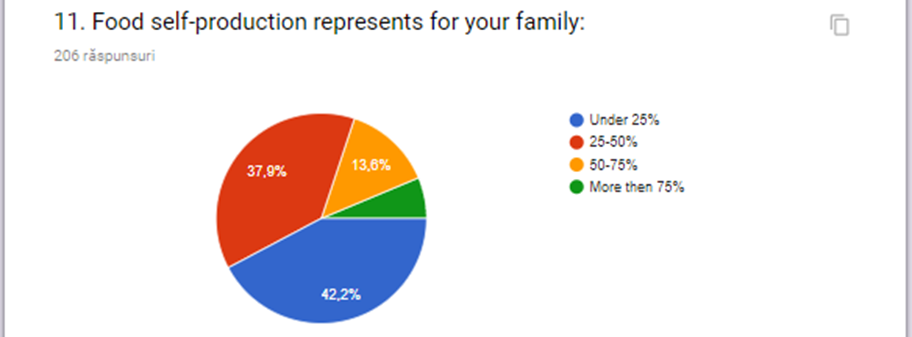 11. Food self-production represents for your family:
206 răspunsuri
Under 25%
25-50%
50-75%
More then 75%
37,9%
13,6%
42,2%